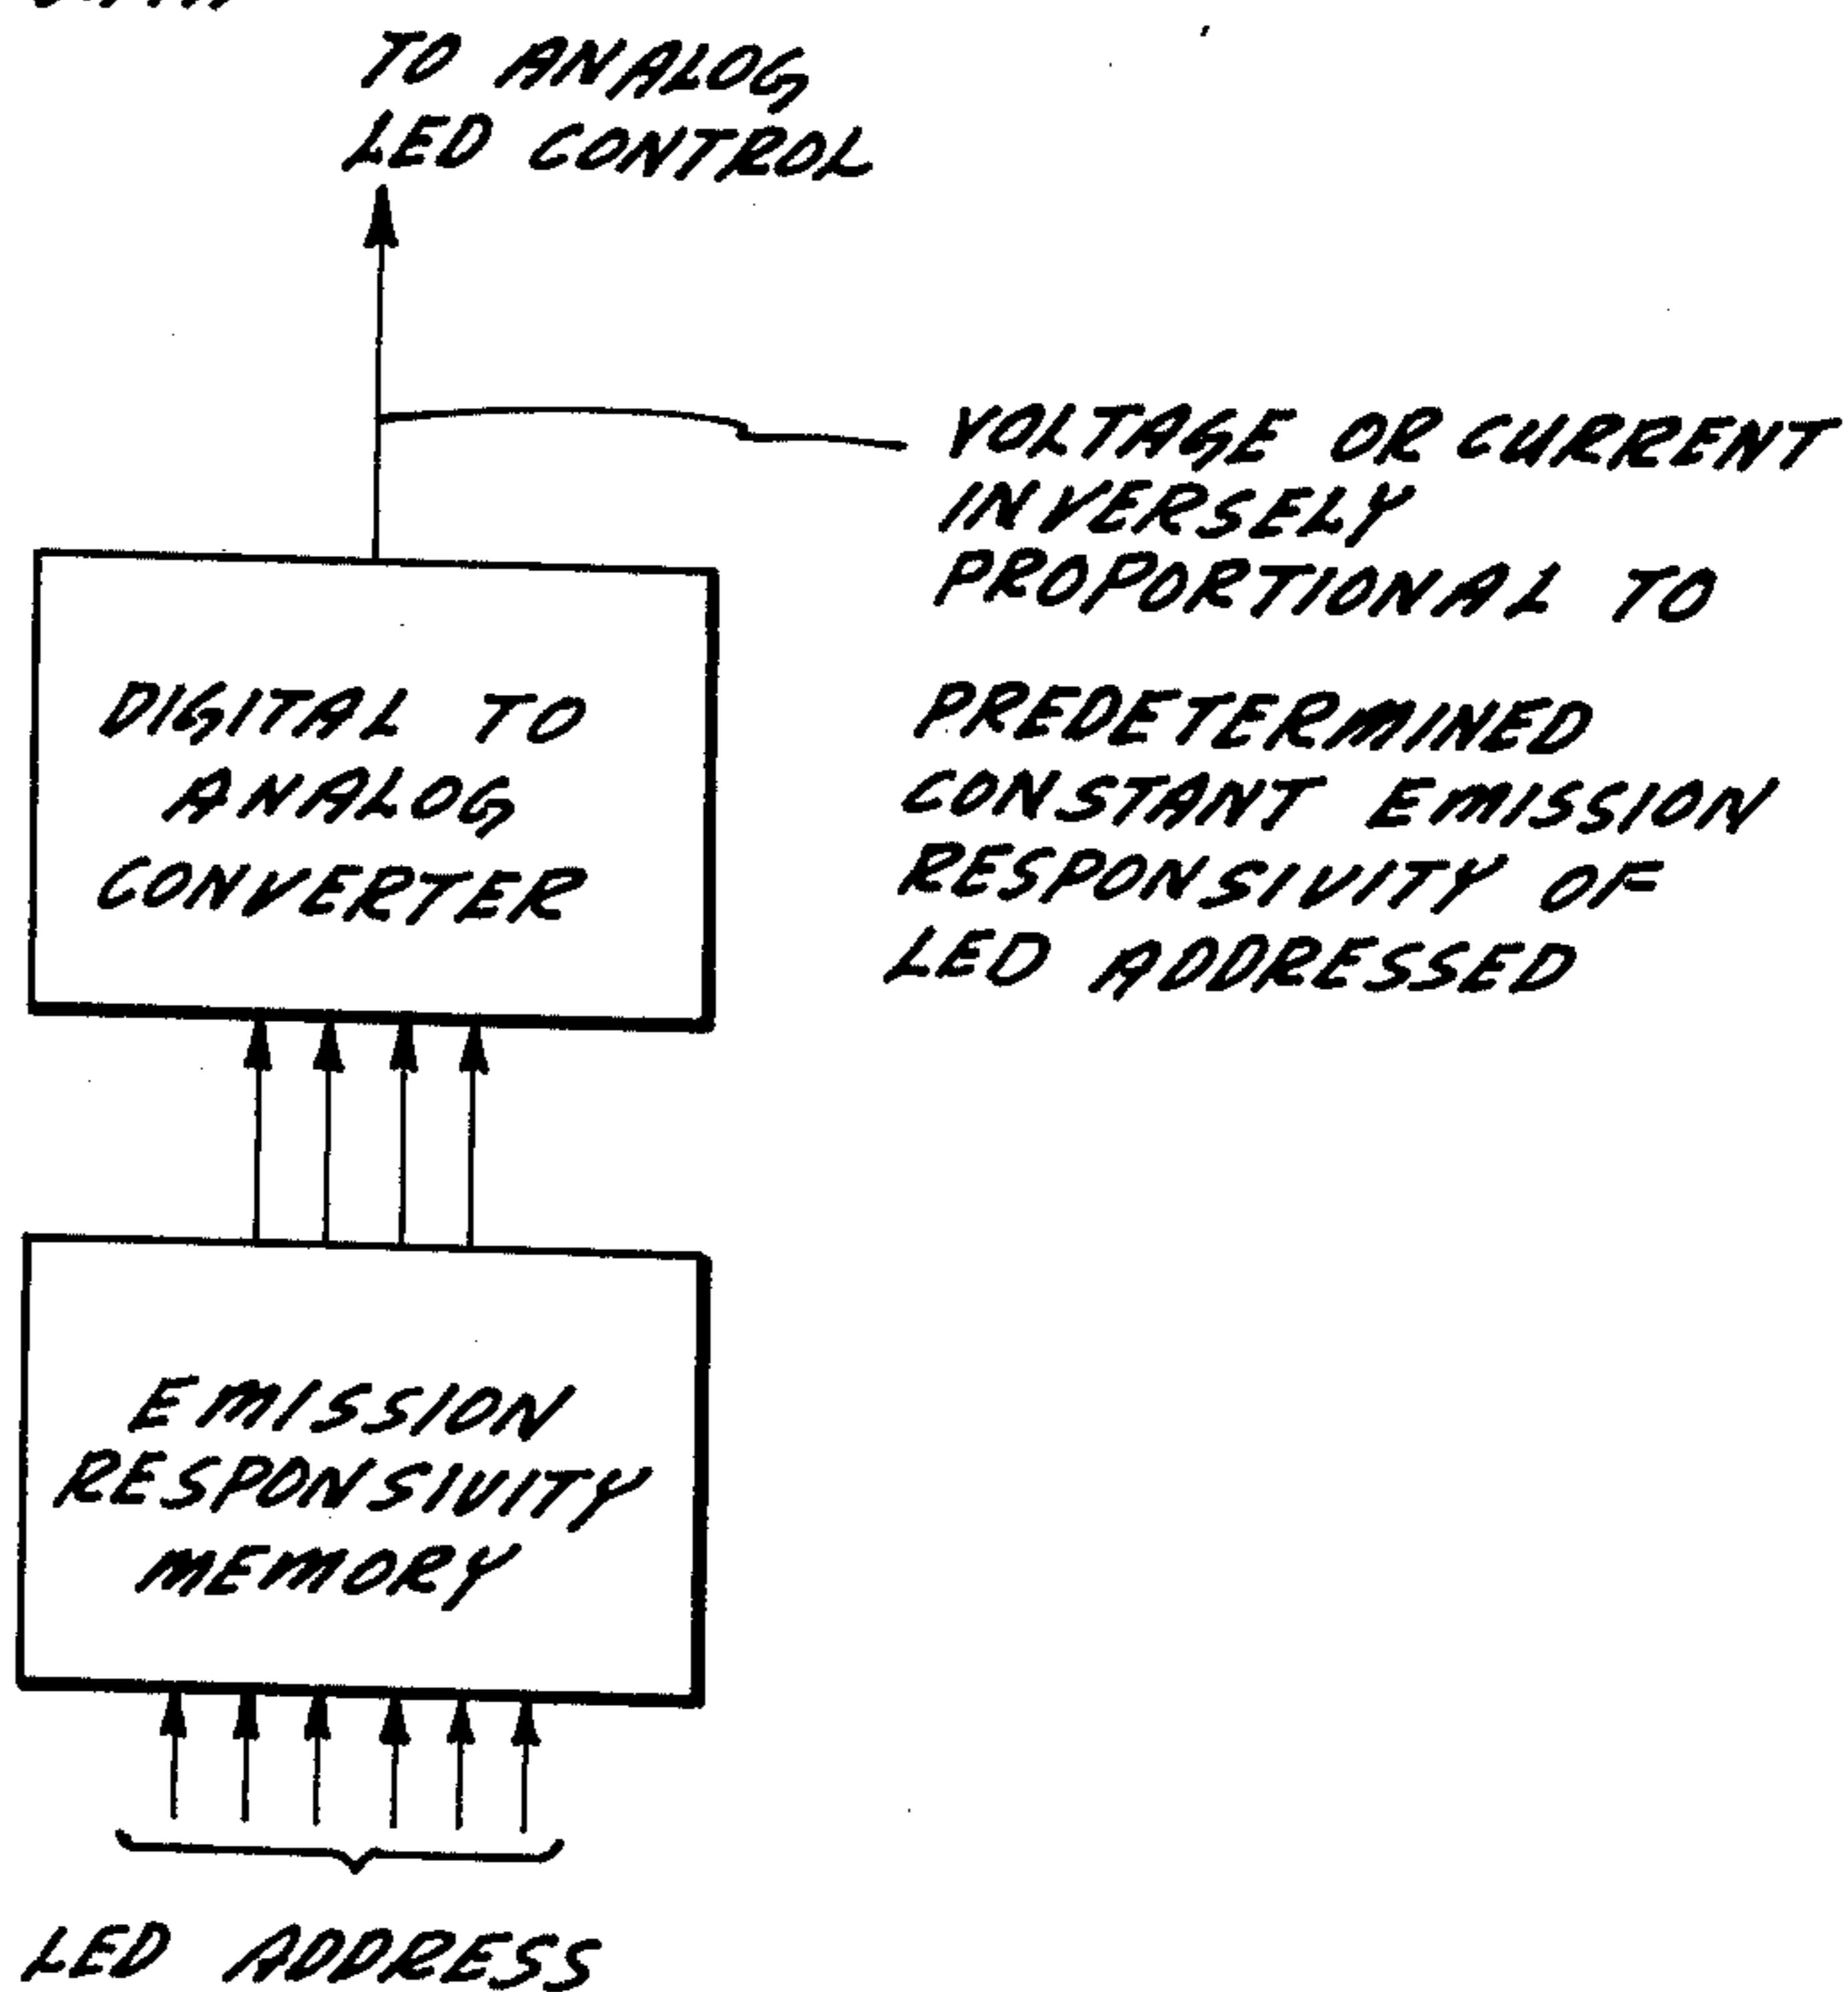 TO ANALOG
LED CONTROL
VOLTAGE OR CURRENT
INVERSELY
PROPORTIONAL TO
PREDETERMINED
CONSTANT EMISSION
RESPONSIVITY OF
LED ADDRESSED
DIGITAL TO
ANALOG
CONVERTER
EMISSION
RESPONSIVITY
MEMORY
LED ADDRESS